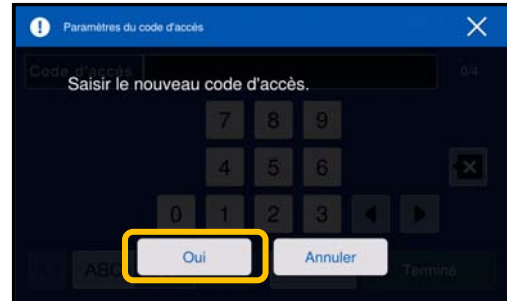 Paramètres du code d'accès
Code d'accès
0/4
Saisir le nouveau code d'accès.
7 8 9
4 5 6
0 1 2 3
ABC
Oui
Annuler
Terminé